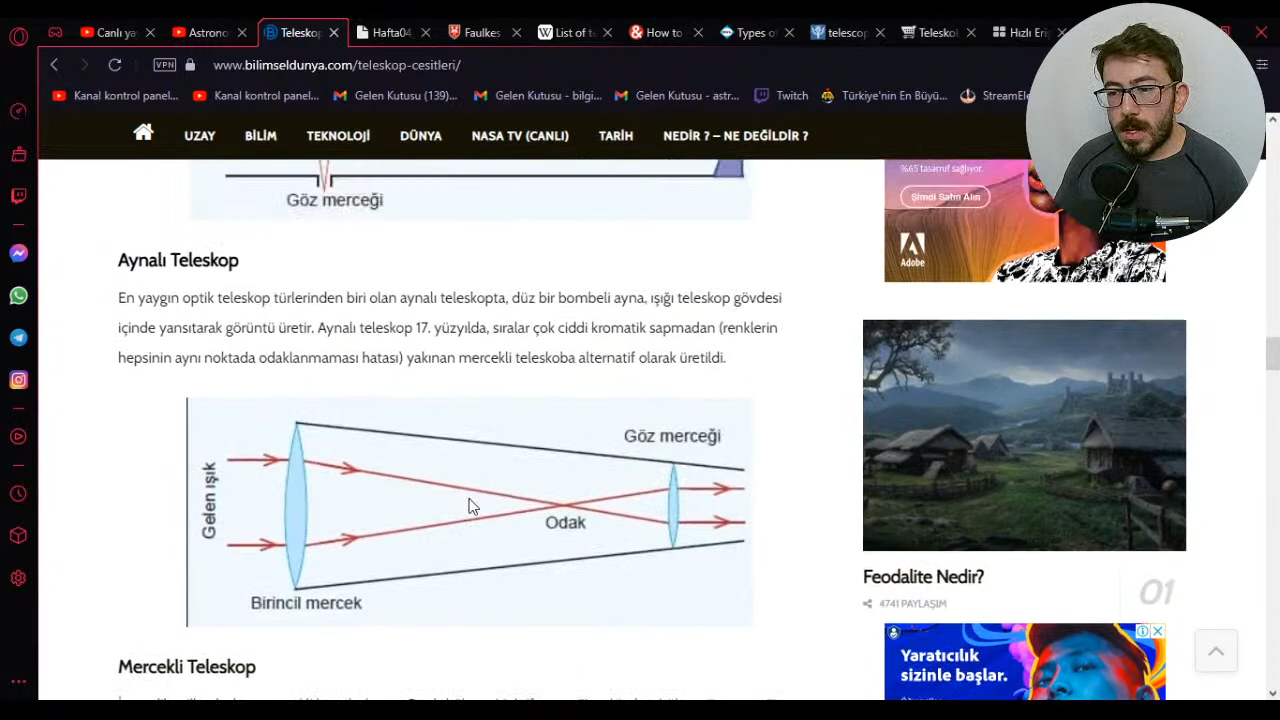 Canlı ya
Astrono
Teleskop
Hafta04
Faulkes
List of te
How to
Types of
telescop
Teleskol
Hızlı Eri
VPN
www.bilimseldunya.com/teleskop-cesitleri/
Kanal kontrol panel...
Kanal kontrol panel...
Gelen Kutusu (139)...
Gelen Kutusu - bilgi...
Gelen Kutusu - astr...
Twitch
Türkiye'nin En Büyü...
StreamEle
UZAY
BİLİM
TEKNOLOJİ
DÜNYA
NASA TV (CANLI)
TARİH
NEDİR ? – NE DEĞİLDİR ?
Göz merceği
%65 tasarruf sağlıyor.
Şimdi Satın Alın
Adobe
Aynalı Teleskop
En yaygın optik teleskop türlerinden biri olan aynalı teleskopta, düz bir bombeli ayna, ışığı teleskop gövdesi
içinde yansıtarak görüntü üretir. Aynalı teleskop 17. yüzyılda, sıralar çok ciddi kromatik sapmadan (renklerin
hepsinin aynı noktada odaklanmaması hatası) yakınan mercekli teleskoba alternatif olarak üretildi.
Göz merceği
Gelen ışık
Odak
Birincil mercek
Feodalite Nedir?
4741 PAYLAŞIM
01
Mercekli Teleskop
Yaratıcılık
sizinle başlar.